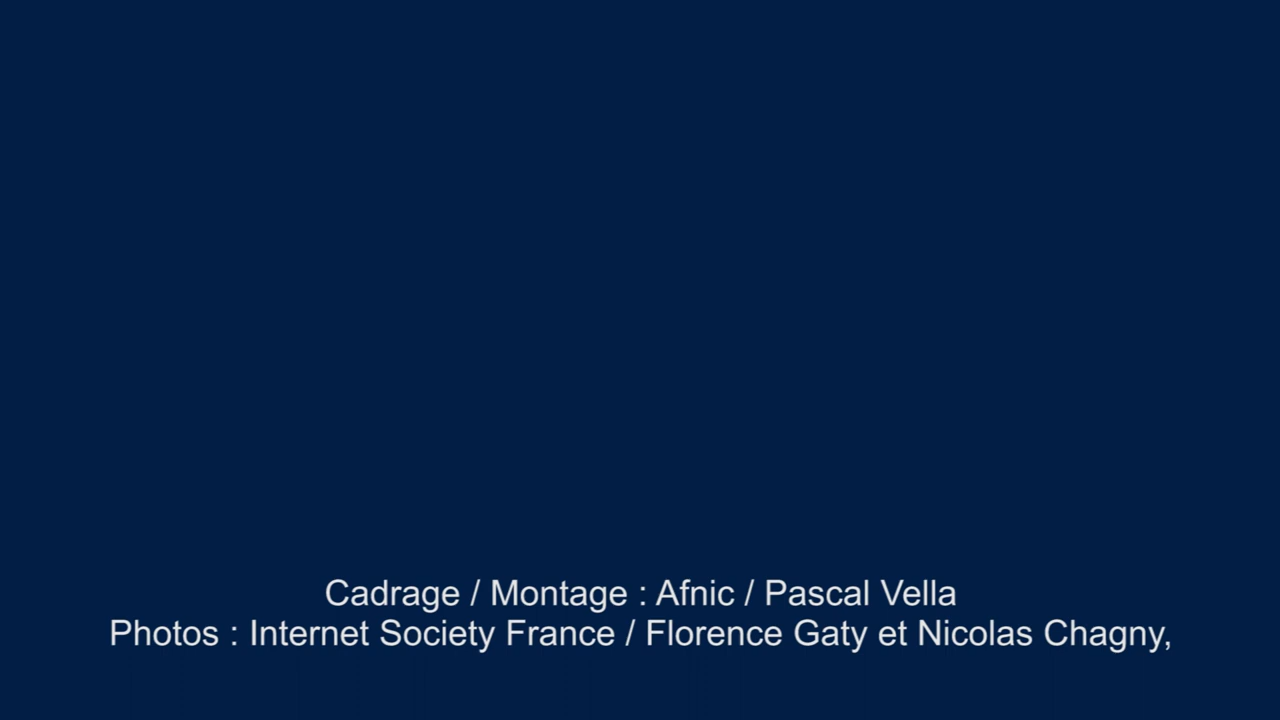 Cadrage / Montage : Afnic / Pascal Vella
Photos : Internet Society France / Florence Gaty et Nicolas Chagny,